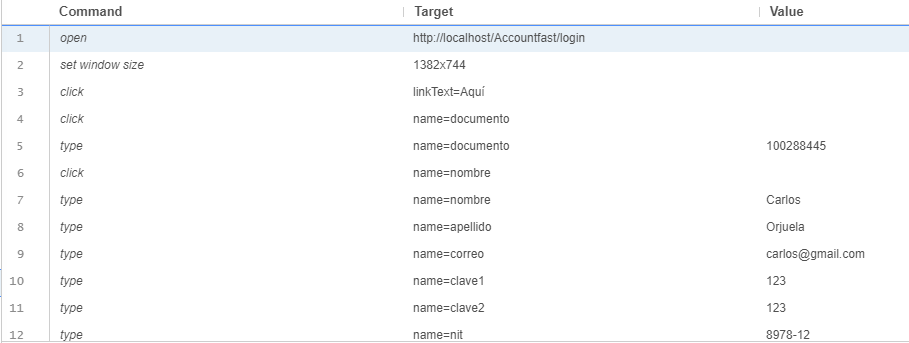 Command Target Value
1 open http://localhost/Accountfast/login
2 set window size 1382x744
3 click linkText=Aquí
4 click name=documento
5 type name=documento 100288445
6 click name=nombre
7 type name=nombre Carlos
8 type name=apellido Orjuela
9 type name=correo carlos@gmail.com
10 type name=clave1 123
11 type name=clave2 123
12 type name=nit 8978-12